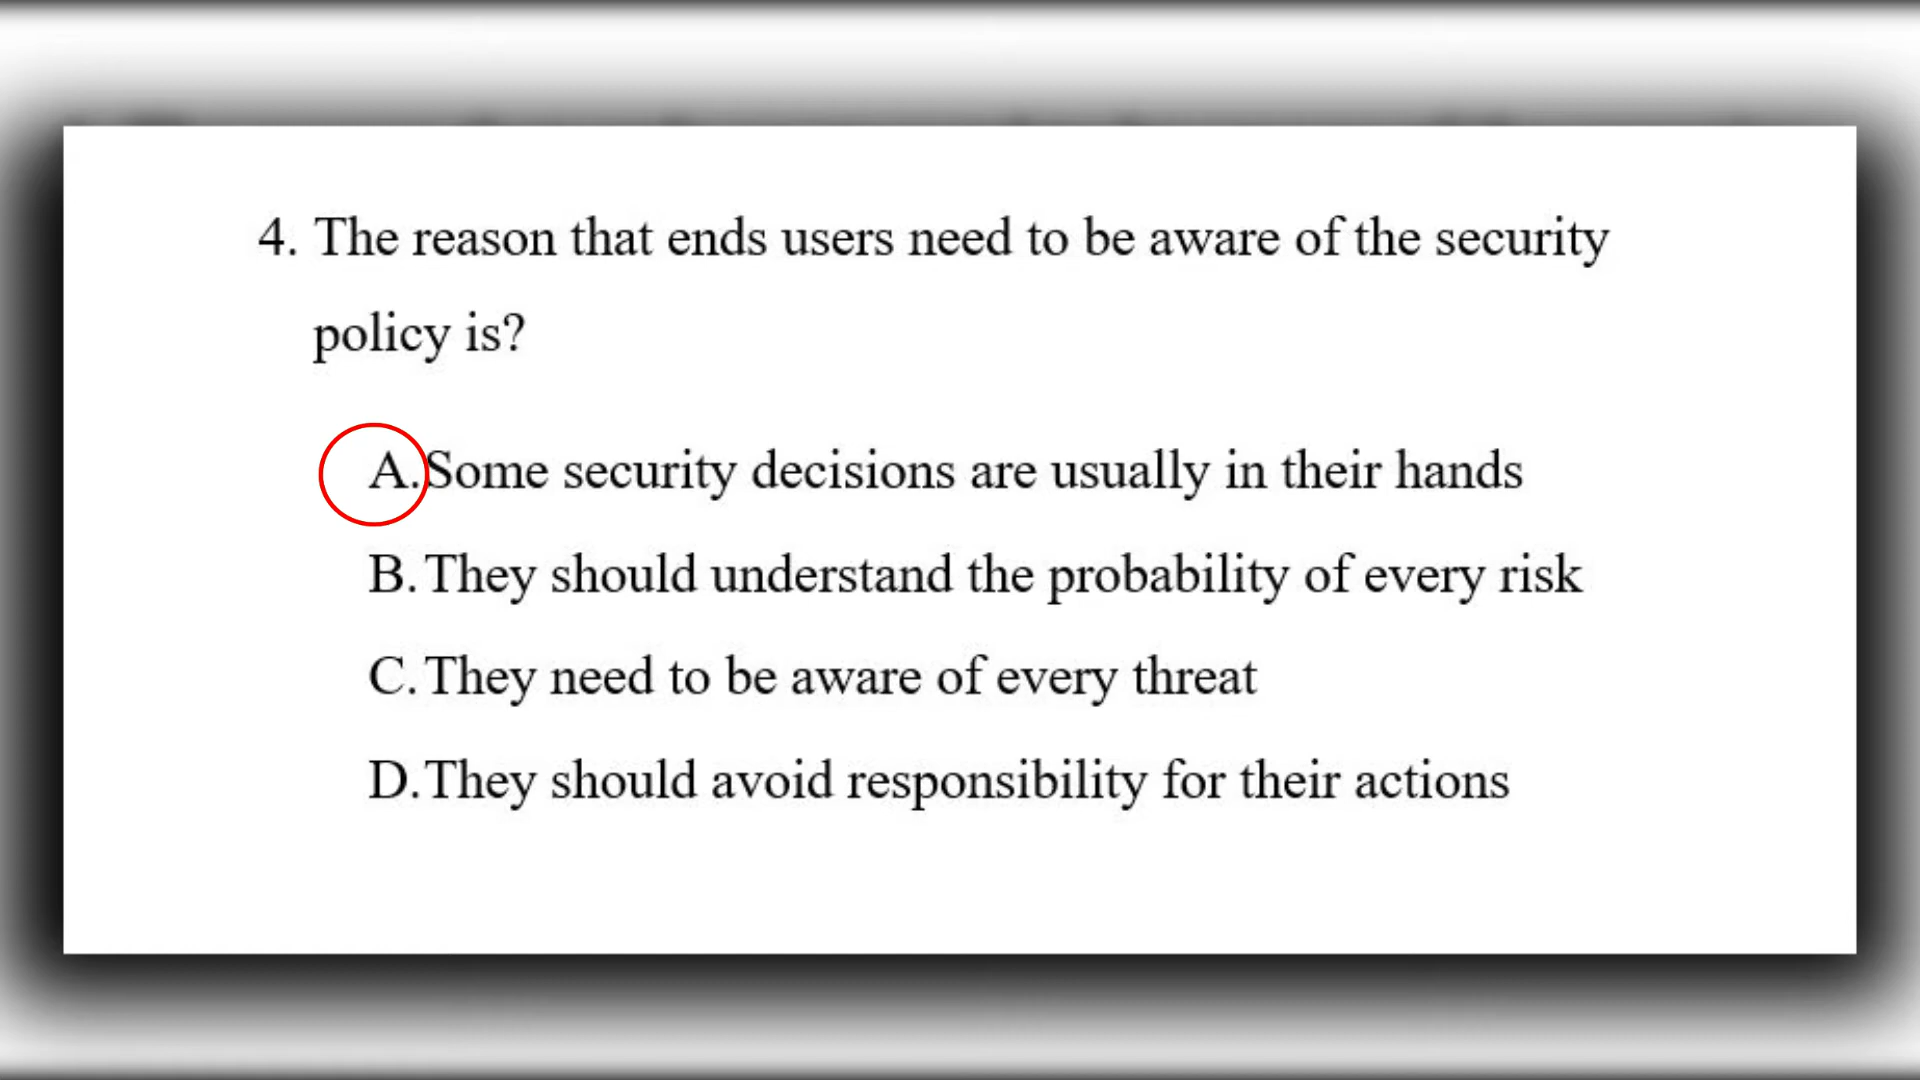 4. The reason that ends users need to be aware of the security
policy is?
A. Some security decisions are usually in their hands
B. They should understand the probability of every risk
C. They need to be aware of every threat
D. They should avoid responsibility for their actions